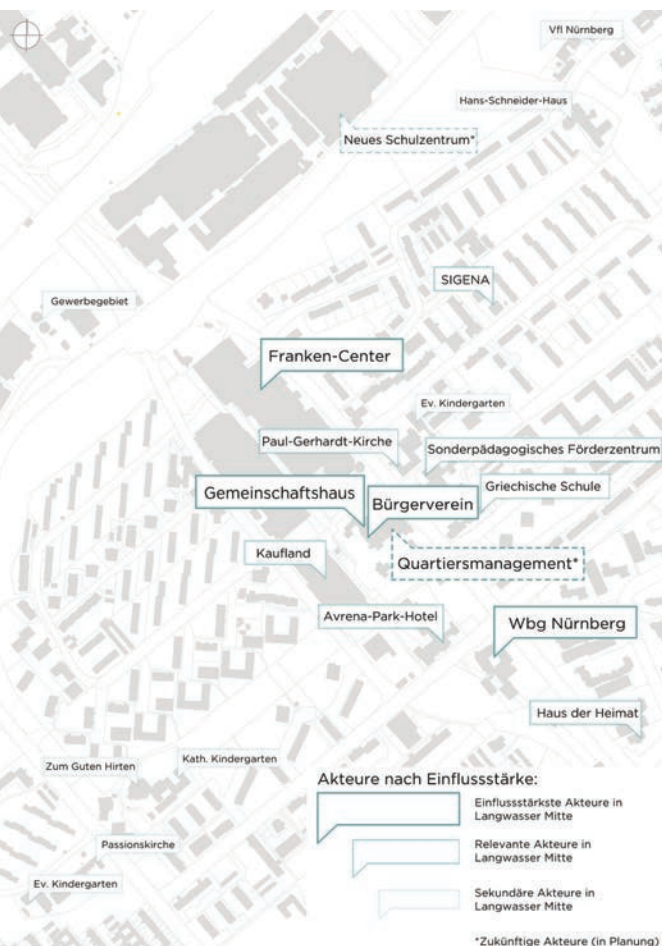 Vfl Nürnberg
Hans-Schneider-Haus
Neues Schulzentrum*
SIGENA
Gewerbegebiet
Franken-Center
Ev. Kindergarten
Paul-Gerhardt-Kirche
Sonderpädagogisches Förderzentrum
Gemeinschaftshaus
Bürgerverein
Griechische Schule
Kaufland
Quartiersmanagement*
Avrena-Park-Hotel
Wbg Nürnberg
Haus der Heimat
Zum Guten Hirten
Kath. Kindergarten
Passionskirche
Ev. Kindergarten
Akteure nach Einflussstärke:
Einflussstärkste Akteure in
Langwasser Mitte
Relevante Akteure in
Langwasser Mitte
Sekundäre Akteure in
Langwasser Mitte
*Zukünftige Akteure (in Planung)